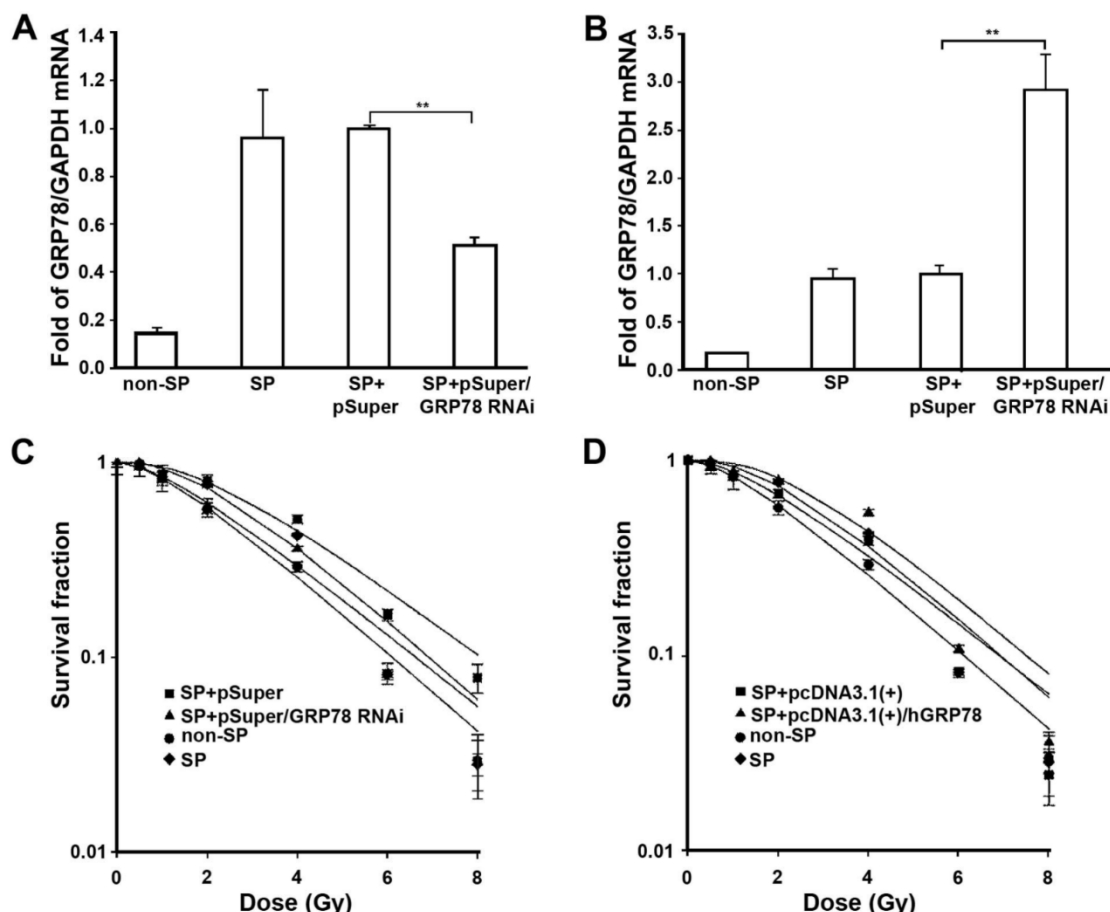 A
Fold of GRP78/GAPDH mRNA
1.4
1.2
1.0
0.8
0.6
0.4
0.2
0.0
**
non-SP
SP
SP+
pSuper
SP+pSuper/
GRP78 RNAi
B
Fold of GRP78/GAPDH mRNA
3.5
3.0
2.5
2.0
1.5
1.0
0.5
0.0
**
non-SP
SP
SP+
pSuper
SP+pSuper/
GRP78 RNAi
C
Survival fraction
1
0.1
0.01
SP+pSuper
SP+pSuper/GRP78 RNAi
non-SP
SP
0
2
4
6
8
Dose (Gy)
D
Survival fraction
1
0.1
0.01
SP+pcDNA3.1(+)
SP+pcDNA3.1(+)/hGRP78
non-SP
SP
0
2
4
6
8
Dose (Gy)